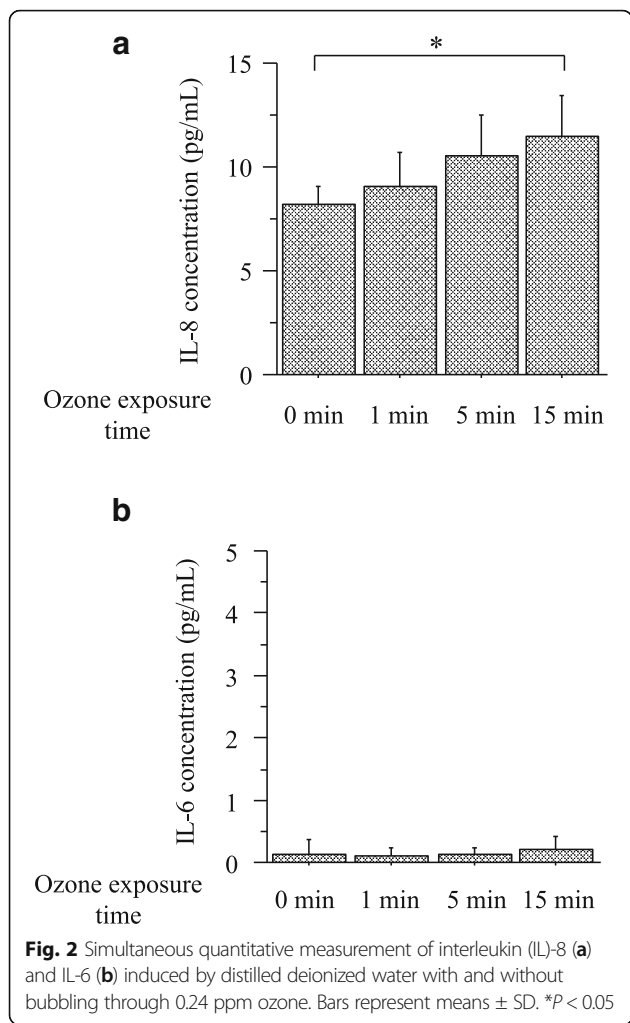 a
*
IL-8 concentration (pg/mL)
15
10
5
0
Ozone exposure
time
0 min 1 min 5 min 15 min
b
IL-6 concentration (pg/mL)
5
4
3
2
1
0
Ozone exposure
time
0 min 1 min 5 min 15 min
Fig. 2 Simultaneous quantitative measurement of interleukin (IL)-8 (a)
and IL-6 (b) induced by distilled deionized water with and without
bubbling through 0.24 ppm ozone. Bars represent means ± SD. *P < 0.05